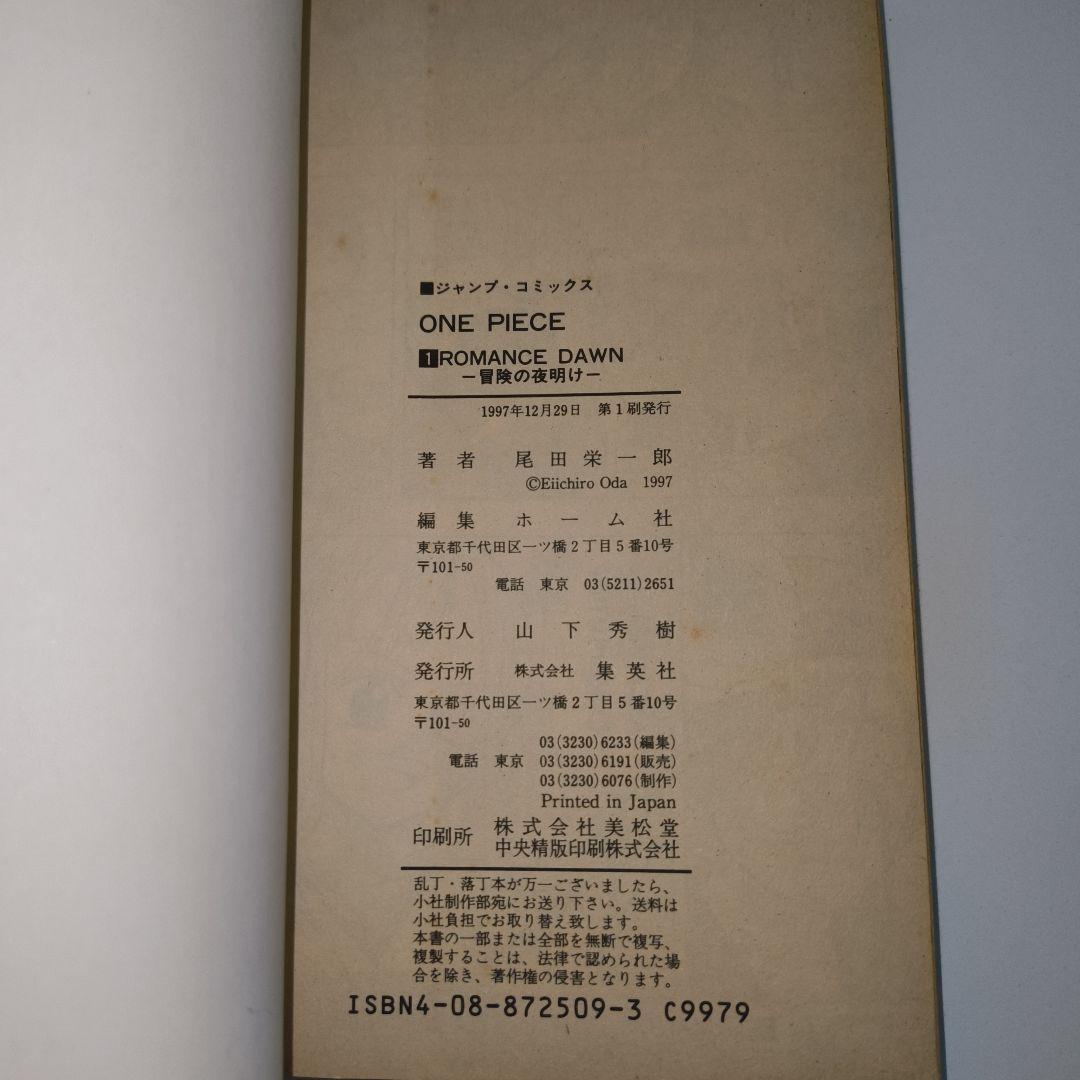 ■ジャンプ・コミックス
ONE PIECE
1ROMANCE DAWN
—冒険の夜明け—
1997年12月29日 第1刷発行
著者 尾田栄一郎
©Eiichiro Oda 1997
編集 ホーム社
東京都千代田区一ツ橋2丁目5番10号
〒101-50
電話 東京 03(5211)2651
発行人 山下秀樹
発行所 株式会社 集英社
東京都千代田区一ツ橋2丁目5番10号
〒101-50
03(3230)6233(編集)
電話 東京 03(3230)6191(販売)
03(3230)6076(制作)
Printed in Japan
印刷所 株式会社美松堂
中央精版印刷株式会社
乱丁・落丁本が万一ございましたら、
小社制作部宛にお送り下さい。送料は
小社負担でお取り替え致します。
本書の一部または全部を無断で複写、
複製することは、法律で認められた場
合を除き、著作権の侵害となります。
ISBN4-08-872509-3 C9979